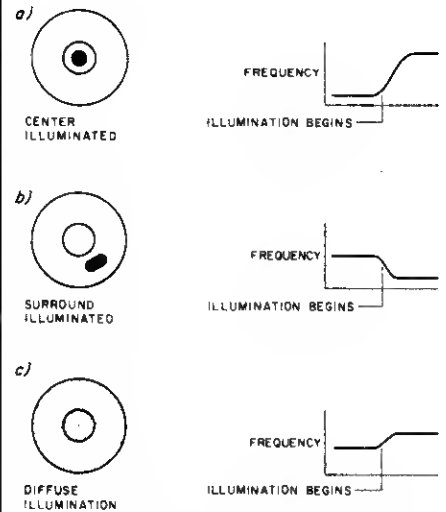 a)
CENTER
ILLUMINATED
FREQUENCY
ILLUMINATION BEGINS
b)
SURROUND
ILLUMINATED
FREQUENCY
ILLUMINATION BEGINS
c)
DIFFUSE
ILLUMINATION
FREQUENCY
ILLUMINATION BEGINS